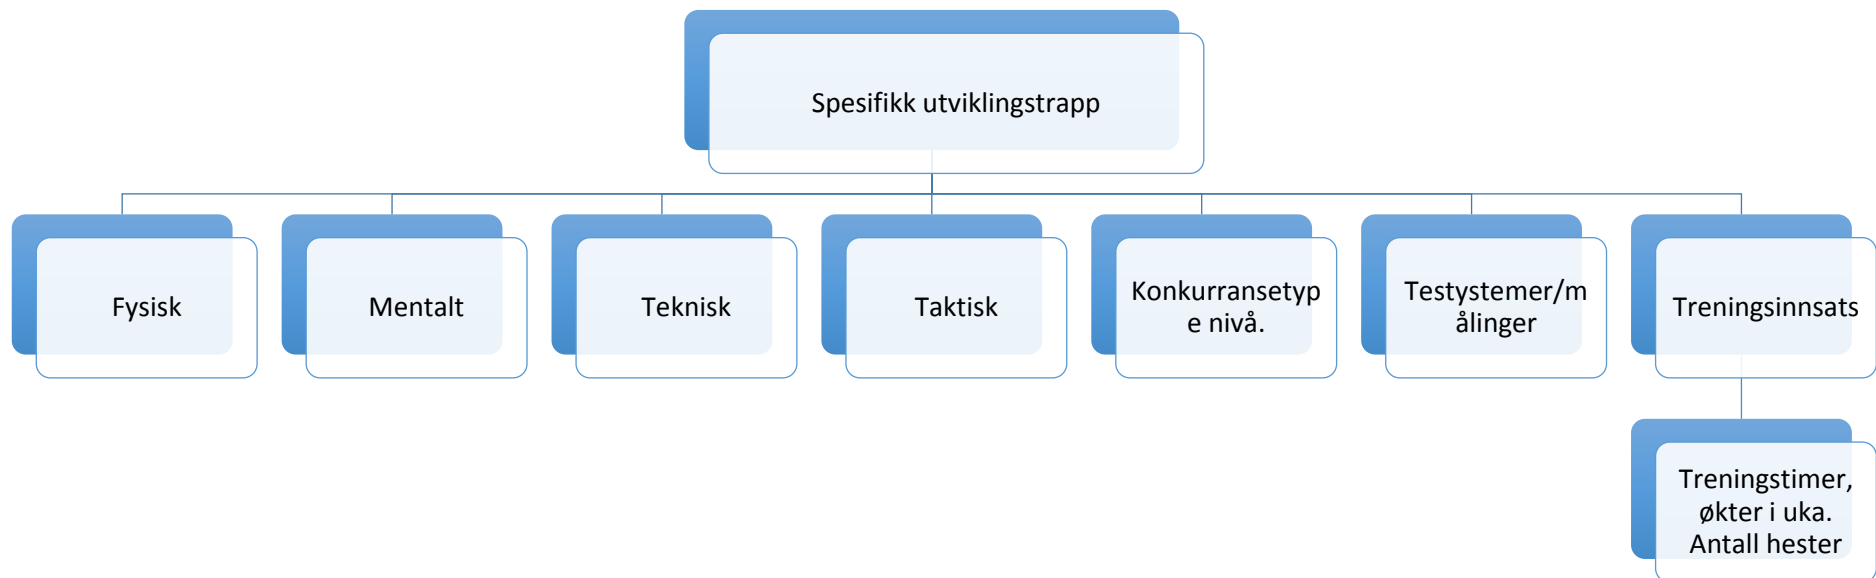 Spesifikk utviklingstrapp
Fysisk
Mentalt
Teknisk
Taktisk
Konkurransetyp
e nivå.
Testystemer/m
ålinger
Treningsinnsats
Treningstimer,
økter i uka.
Antall hester